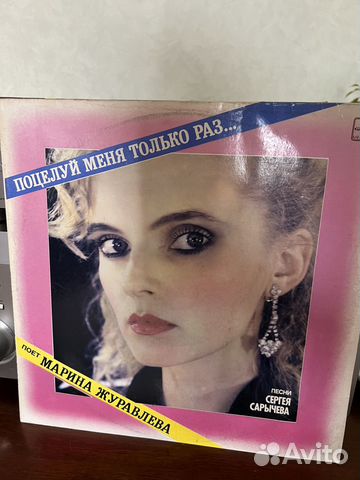 ПОЦЕЛУЙ МЕНЯ ТОЛЬКО РАЗ...
ПЕСНИ
СЕРГЕЯ
САРЫЧЕВА
ПОЕТ МАРИНА ЖУРАВЛЕВА
Avito